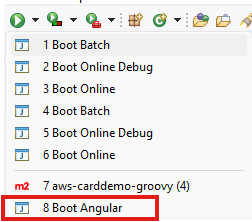 1 Boot Batch
2 Boot Online Debug
3 Boot Online
4 Boot Batch
5 Boot Online Debug
6 Boot Online
m2 7 aws-carddemo-groovy (4)
8 Boot Angular